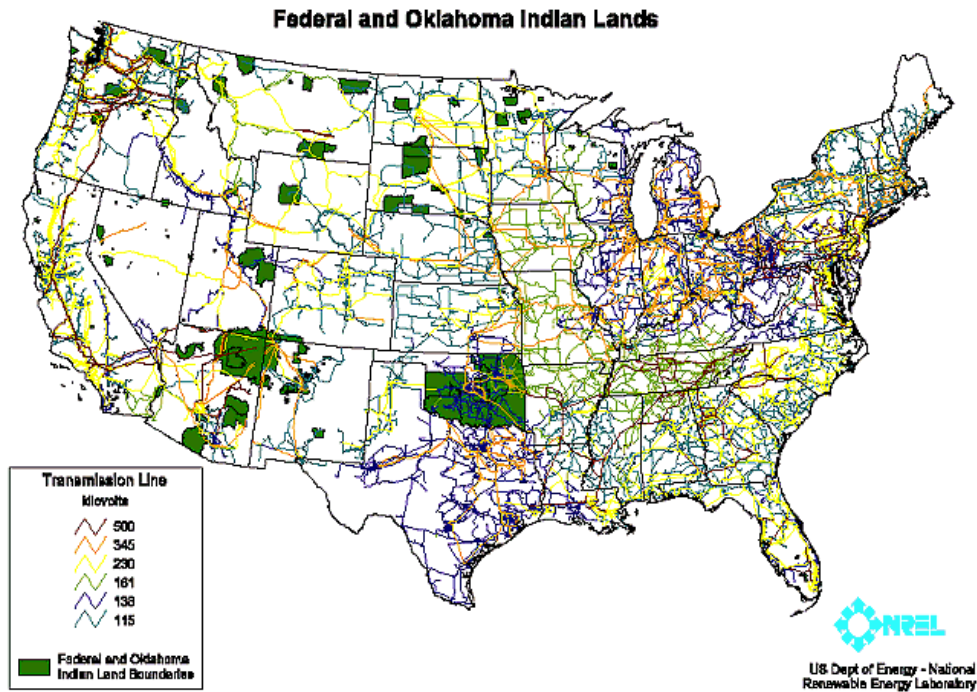 Federal and Oklahoma Indian Lands
Transmission Line
kilovolts
500
345
230
161
138
115
Federal and Oklahoma
Indian Land Boundaries
NREL
US Dept of Energy - National
Renewable Energy Laboratory